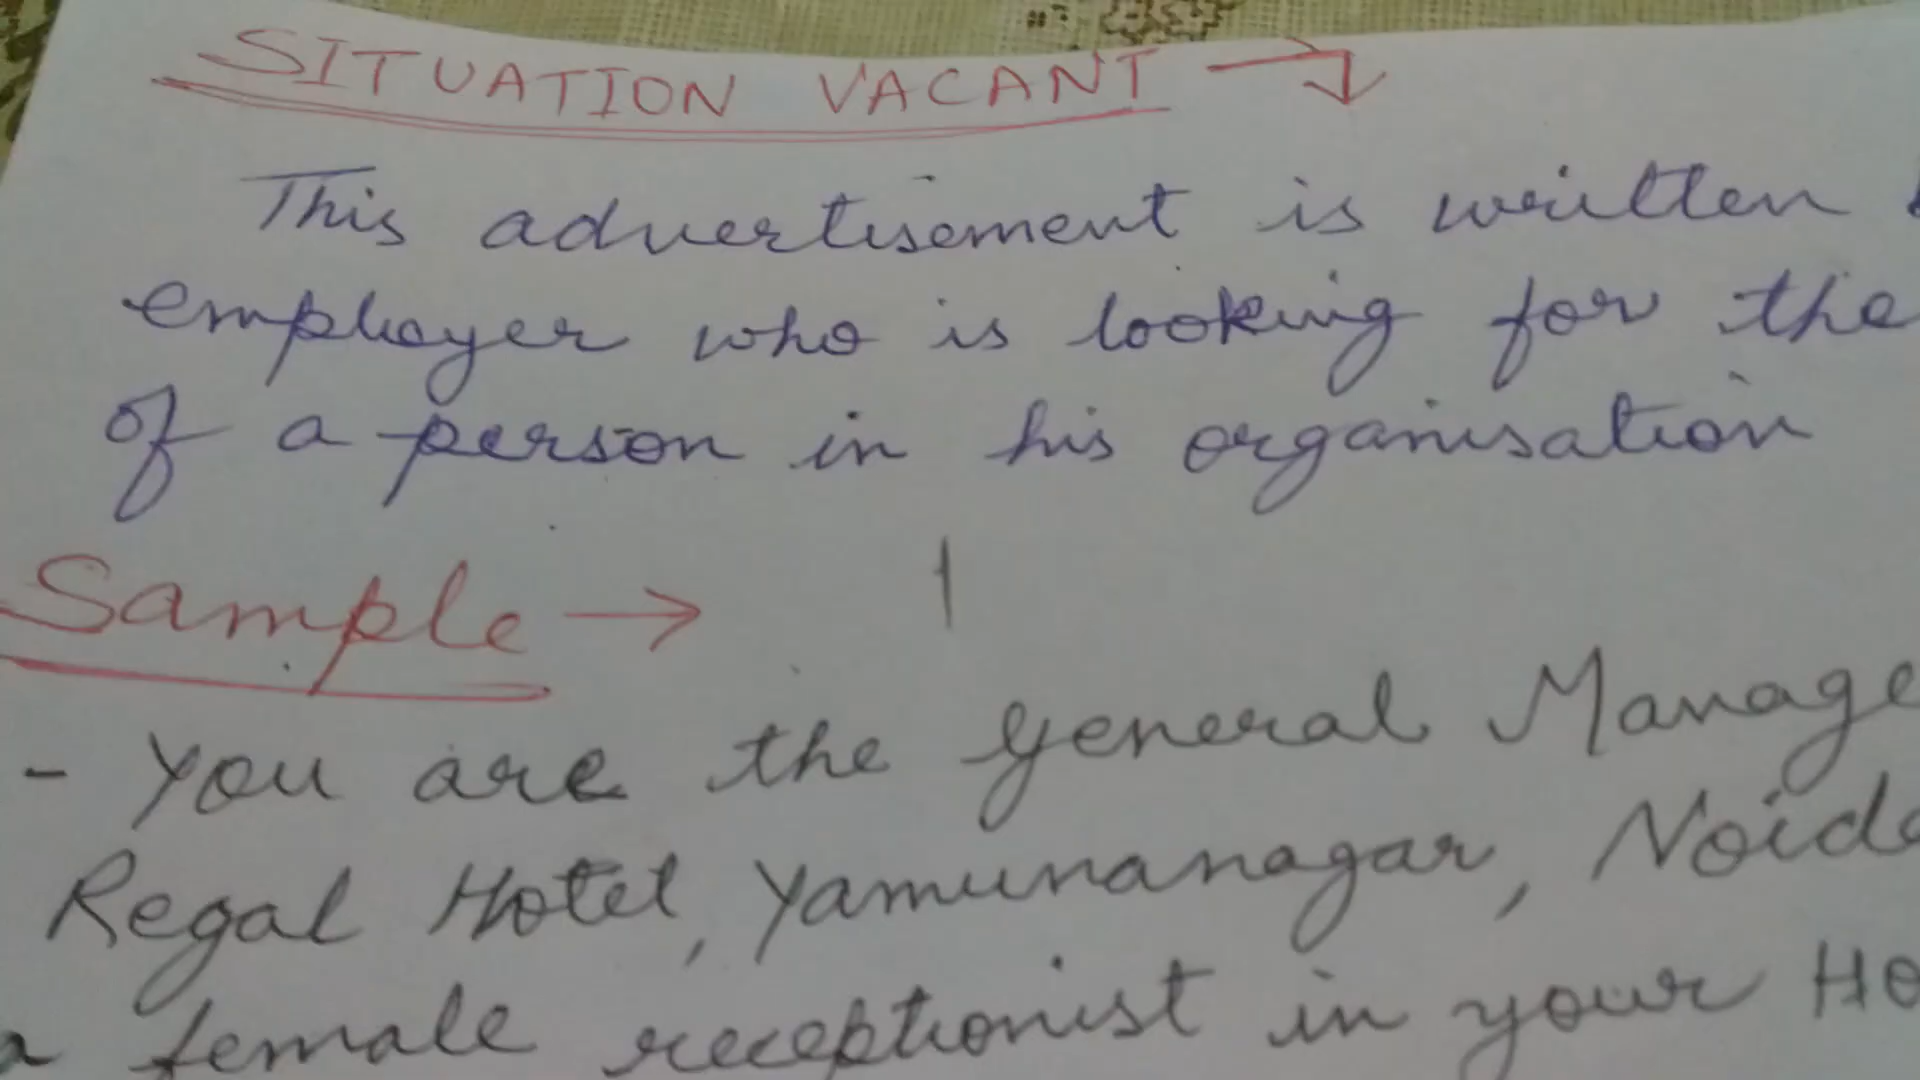 SITUATION VACANT →
This advertisement is written
employer who is looking for the
of a person in his organisation
Sample →
- You are the general Manage
Regal Hotel, Yamunanagar, Noida
a female receptionist in your Ho